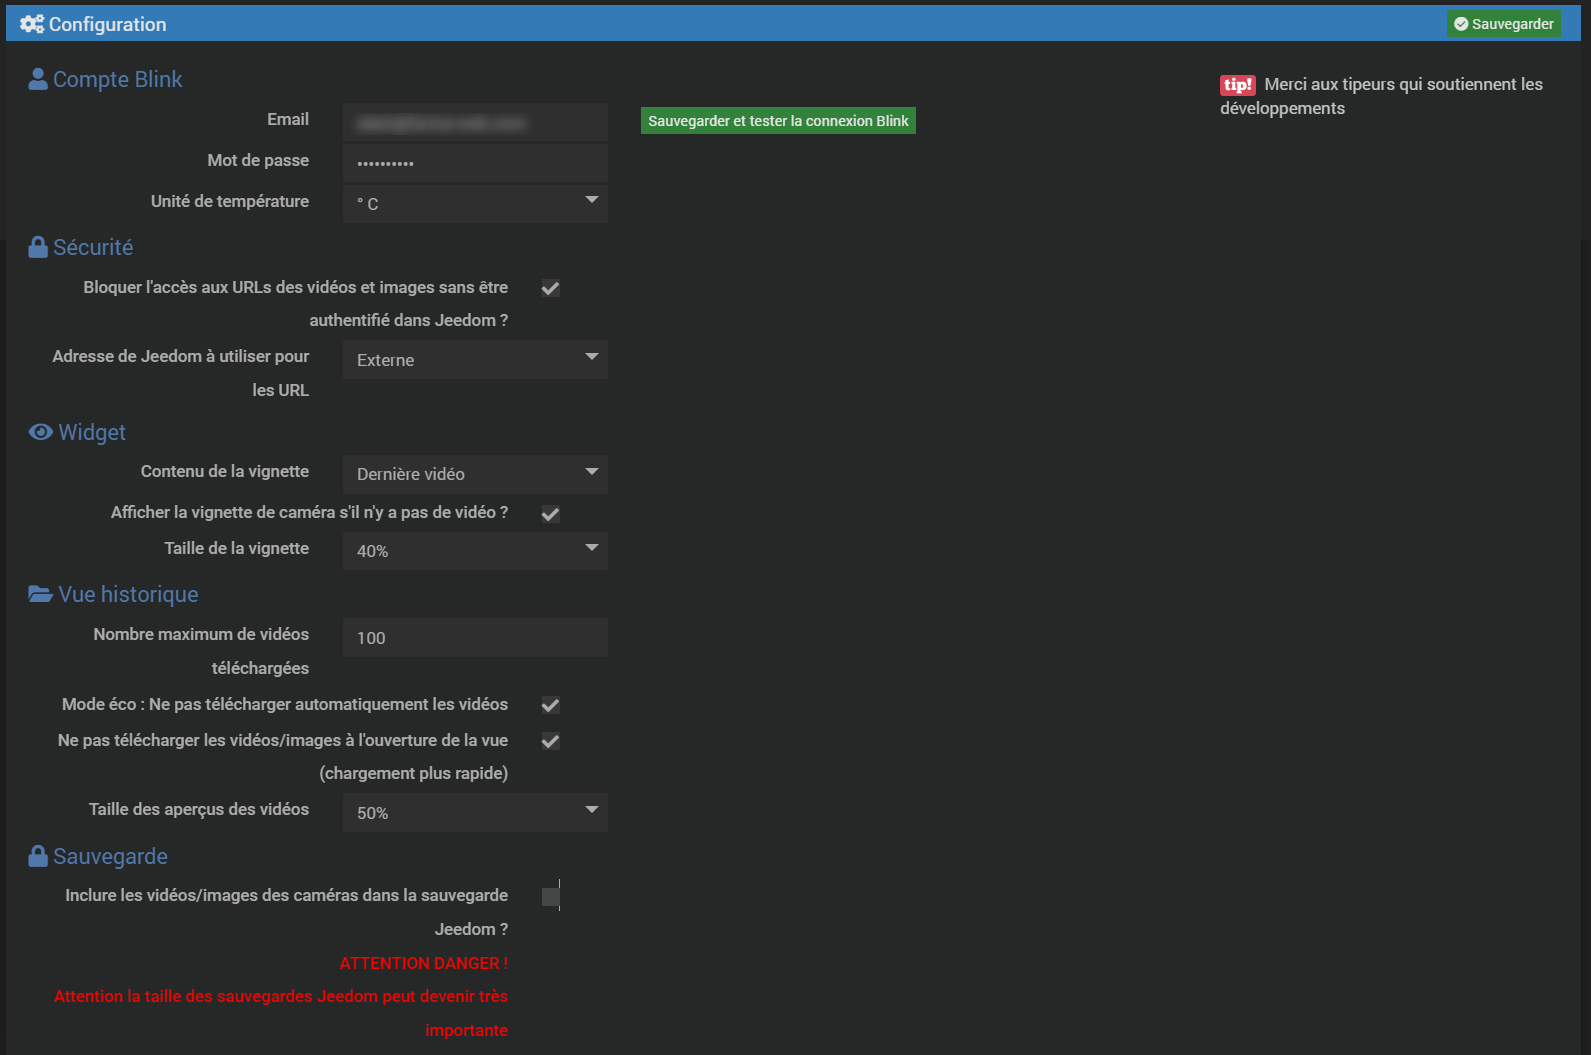 Configuration
Sauvegarder
Compte Blink
tip! Merci aux tipeurs qui soutiennent les
développements
Email
Sauvegarder et tester la connexion Blink
Mot de passe
••••••••••
Unité de température
° C
Sécurité
Bloquer l'accès aux URLs des vidéos et images sans être
authentifié dans Jeedom ?
Adresse de Jeedom à utiliser pour
les URL
Externe
Widget
Contenu de la vignette
Dernière vidéo
Afficher la vignette de caméra s'il n'y a pas de vidéo ?
Taille de la vignette
40%
Vue historique
Nombre maximum de vidéos
téléchargées
100
Mode éco : Ne pas télécharger automatiquement les vidéos
Ne pas télécharger les vidéos/images à l'ouverture de la vue
(chargement plus rapide)
Taille des aperçus des vidéos
50%
Sauvegarde
Inclure les vidéos/images des caméras dans la sauvegarde
Jeedom ?
ATTENTION DANGER !
Attention la taille des sauvegardes Jeedom peut devenir très
importante